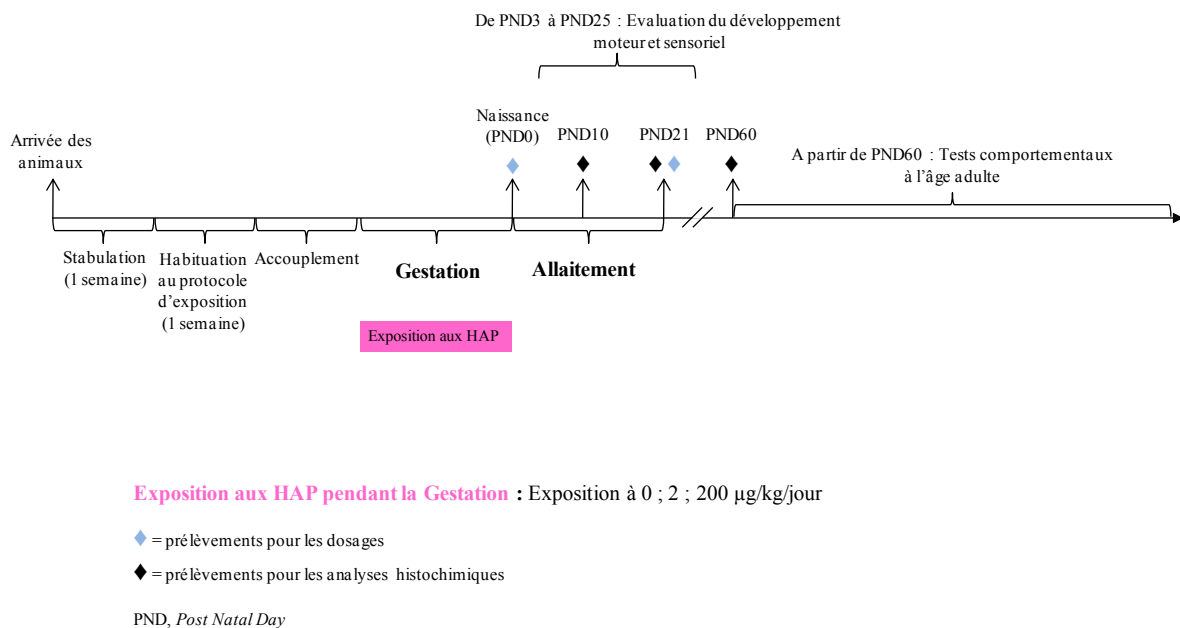 De PND3 à PND25 : Evaluation du développement
moteur et sensoriel
Arrivée des
animaux
Naissance
(PND0)
PND10
PND21
PND60
A partir de PND60 : Tests comportementaux
à l'âge adulte
Stabulation
(1 semaine)
Habituation
au protocole
d'exposition
(1 semaine)
Accouplement
Gestation
Allaitement
Exposition aux HAP
Exposition aux HAP pendant la Gestation : Exposition à 0 ; 2 ; 200 µg/kg/jour
= prélèvements pour les dosages
= prélèvements pour les analyses histochimiques
PND, Post Natal Day